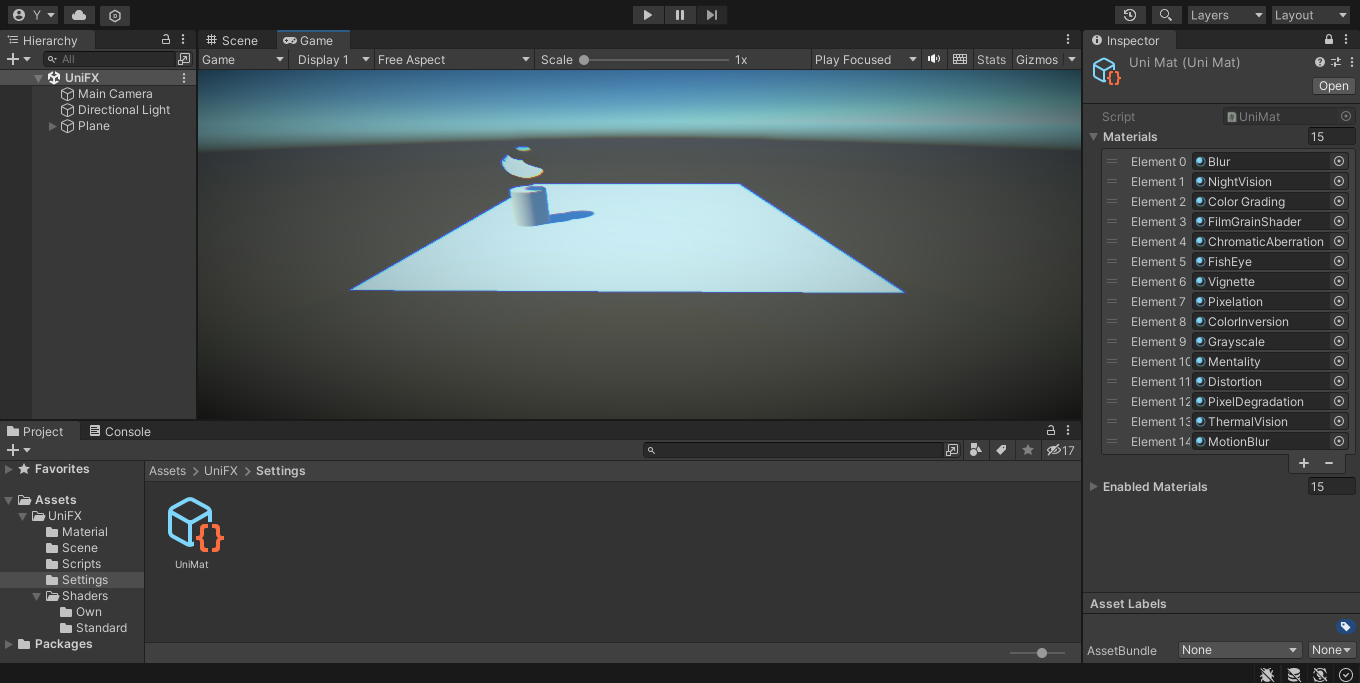 Y
Layers
Layout
Hierarchy
All
UniFX
Main Camera
Directional Light
Plane
Scene
Game
Game
Display 1
Free Aspect
Scale
1x
Play Focused
Stats
Gizmos
Inspector
Uni Mat (Uni Mat)
Open
Script
UniMat
Materials
15
Element 0 Blur
Element 1 NightVision
Element 2 Color Grading
Element 3 FilmGrainShader
Element 4 ChromaticAberration
Element 5 FishEye
Element 6 Vignette
Element 7 Pixelation
Element 8 ColorInversion
Element 9 Grayscale
Element 10 Mentality
Element 11 Distortion
Element 12 PixelDegradation
Element 13 ThermalVision
Element 14 MotionBlur
Enabled Materials
15
Project
Console
17
Favorites
Assets
UniFX
Material
Scene
Scripts
Settings
Shaders
Own
Standard
Packages
Assets > UniFX > Settings
UniMat
Asset Labels
AssetBundle
None
None